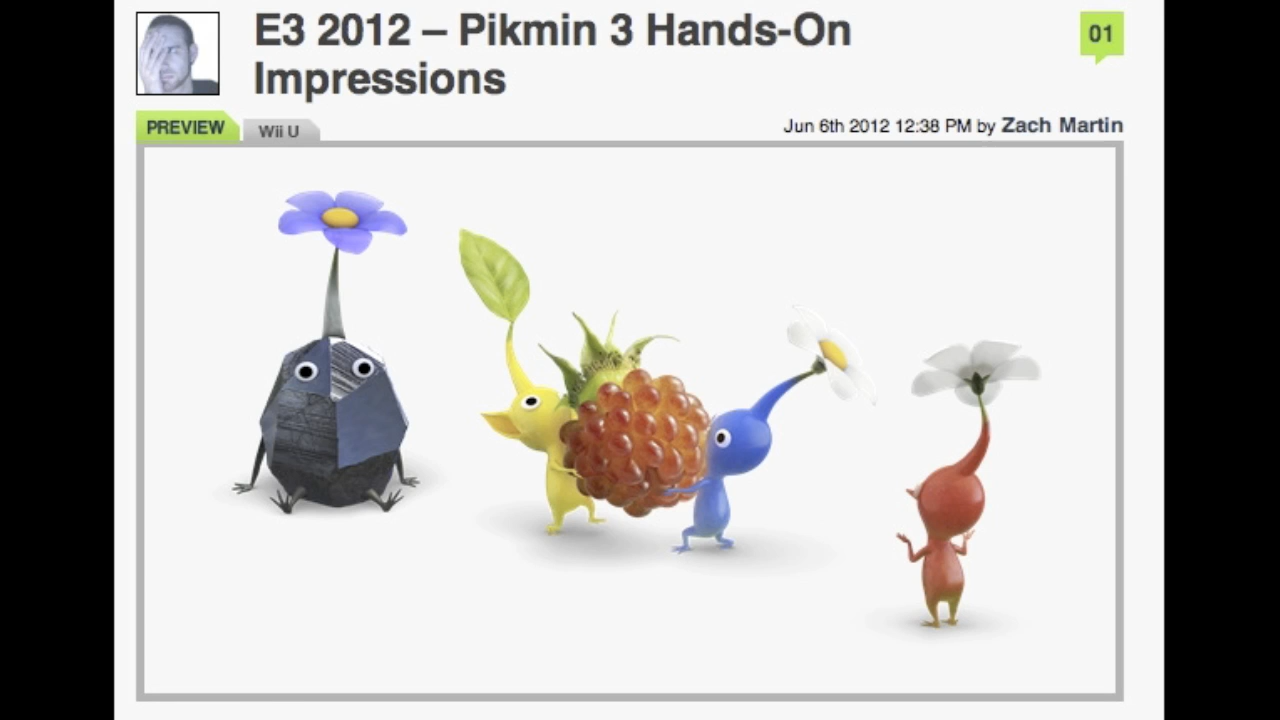 E3 2012 – Pikmin 3 Hands-On
Impressions
01
PREVIEW
Wii U
Jun 6th 2012 12:38 PM by Zach Martin